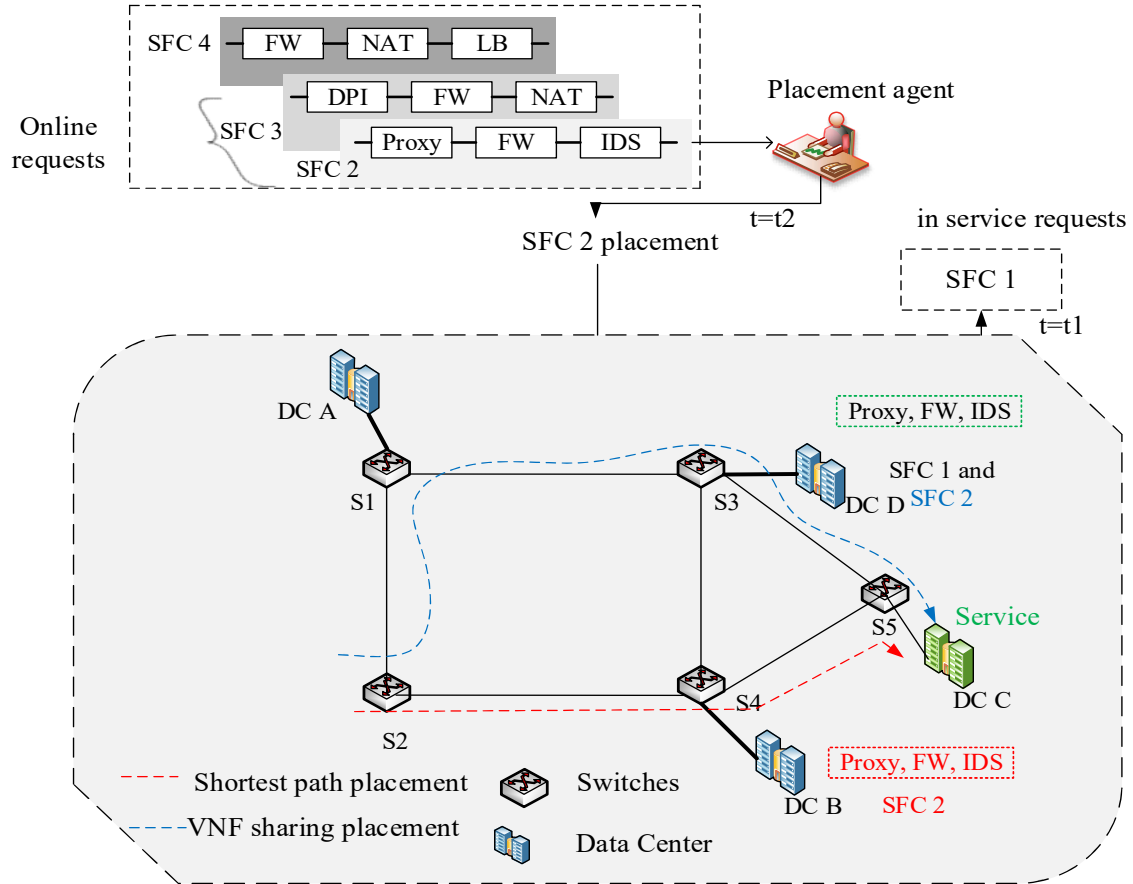 SFC 4
FW
NAT
LB
DPI
FW
NAT
SFC 3
Proxy
FW
IDS
SFC 2
Online
requests
Placement agent
t=t2
SFC 2 placement
in service requests
SFC 1
t=t1
DC A
Proxy, FW, IDS
S1
S3
SFC 1 and
DC D
SFC 2
Service
S5
DC C
S4
S2
Proxy, FW, IDS
SFC 2
DC B
Shortest path placement
Switches
VNF sharing placement
Data Center